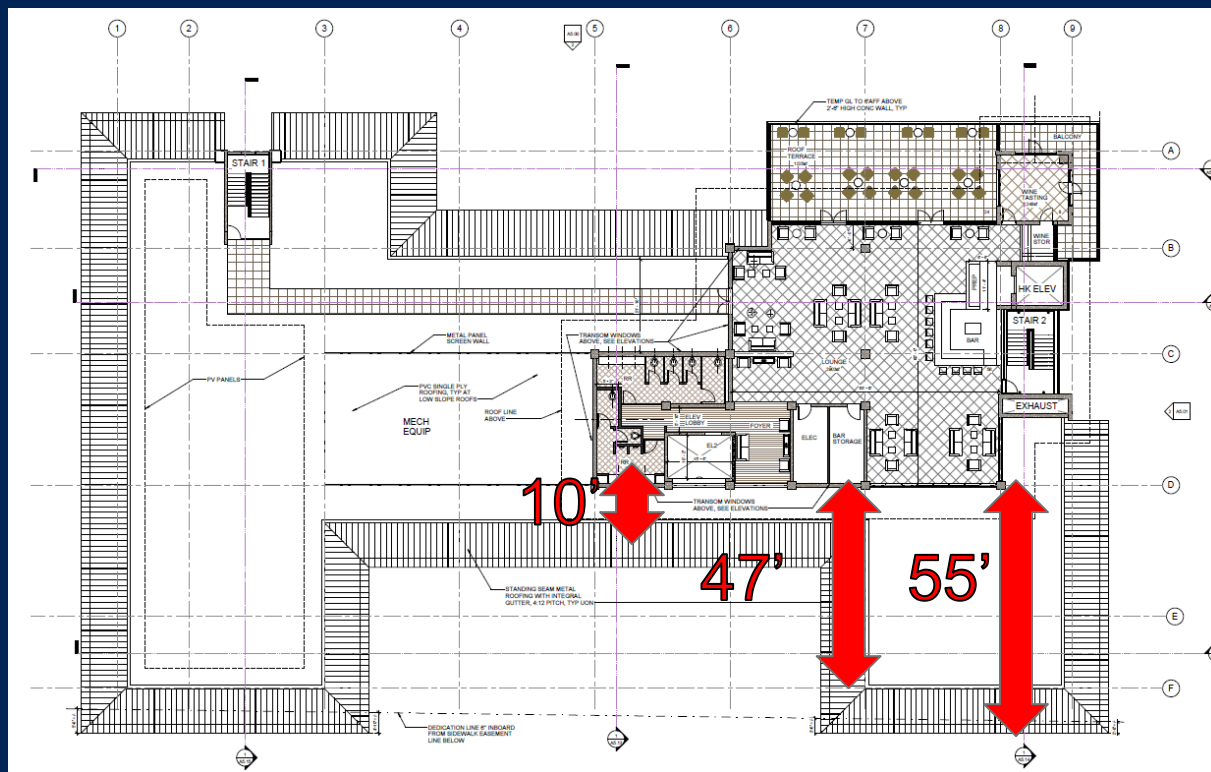 1
2
3
4
5
6
7
8
9
TEMP GL TO 6'AFF ABOVE
2'-6" HIGH CONC WALL, TYP
BALCONY
A
STAIR 1
ROOF
TERRACE
WINE
TASTING
WINE
STOR
B
PREP
HK ELEV
STAIR 2
BAR
METAL PANEL
SCREEN WALL
TRANSOM WINDOWS
ABOVE, SEE ELEVATIONS
C
LOUNGE
PV PANELS
PVC SINGLE PLY
ROOFING, TYP AT
LOW SLOPE ROOFS
RR
MECH
EQUIP
ROOF LINE
ABOVE
ELEV
LOBBY
FOYER
EXHAUST
ELEC
BAR
STORAGE
EL2
RR
D
10'
TRANSOM WINDOWS
ABOVE, SEE ELEVATIONS
47'
55'
STANDING SEAM METAL
ROOFING WITH INTEGRAL
GUTTER, 4:12 PITCH, TYP UON
E
F
DEDICATION LINE 6" INBOARD
FROM SIDEWALK EASEMENT
LINE BELOW